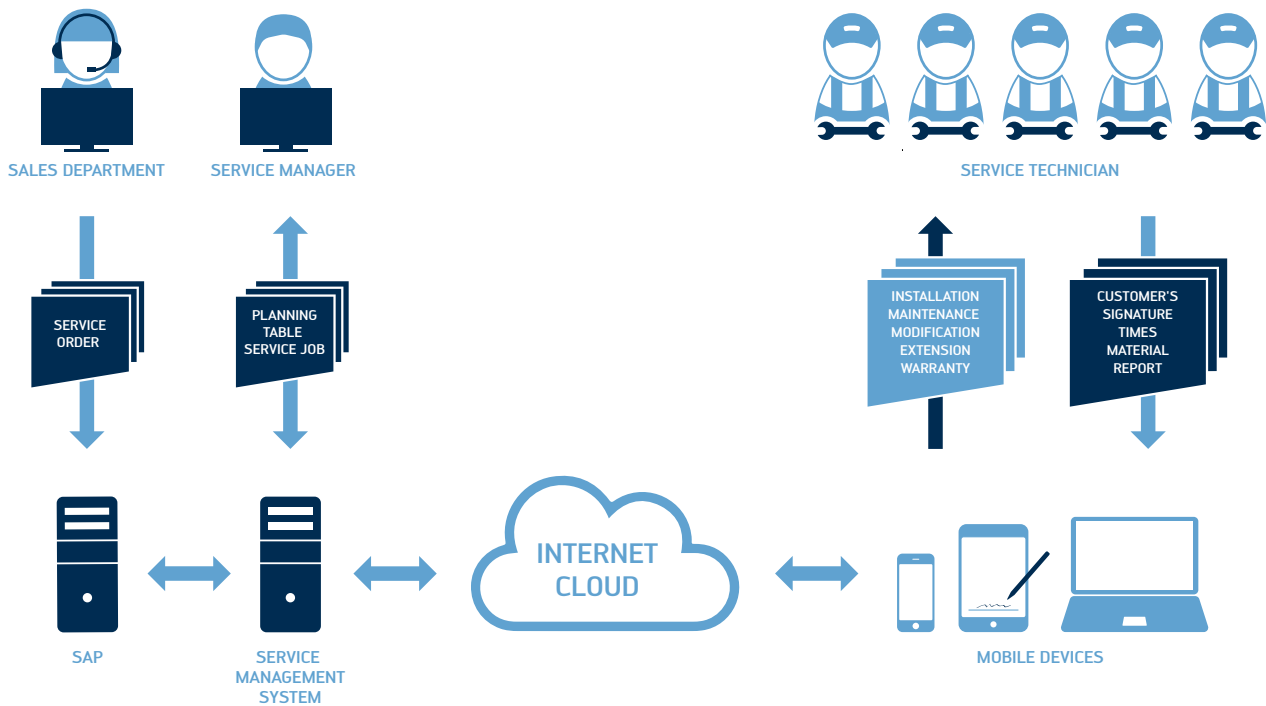 SALES DEPARTMENT
SERVICE MANAGER
SERVICE TECHNICIAN
SERVICE
ORDER
PLANNING
TABLE
SERVICE JOB
INSTALLATION
MAINTENANCE
MODIFICATION
EXTENSION
WARRANTY
CUSTOMER'S
SIGNATURE
TIMES
MATERIAL
REPORT
INTERNET
CLOUD
SAP
SERVICE
MANAGEMENT
SYSTEM
MOBILE DEVICES